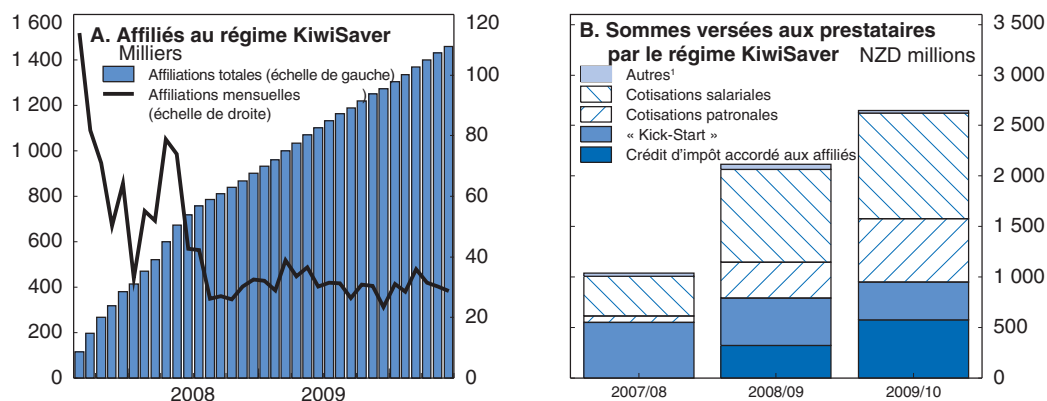 A. Affiliés au régime KiwiSaver
Milliers
Affiliations totales (échelle de gauche)
Affiliations mensuelles )
(échelle de droite)
1 600
1 400
1 200
1 000
800
600
400
200
0
120
100
80
60
40
20
0
2008
2009
B. Sommes versées aux prestataires
par le régime KiwiSaver
NZD millions
Autres¹
Cotisations salariales
Cotisations patronales
« Kick-Start »
Crédit d'impôt accordé aux affiliés
3 500
3 000
2 500
2 000
1 500
1 000
500
0
2007/08
2008/09
2009/10